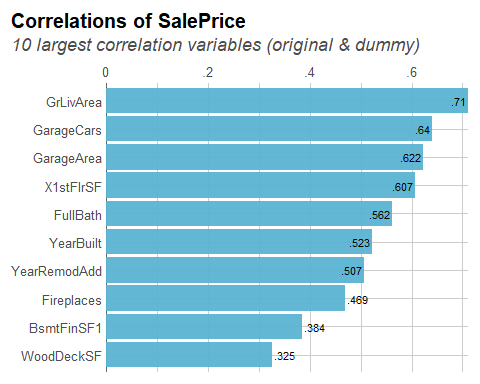 Correlations of SalePrice
10 largest correlation variables (original & dummy)
0 .2 .4 .6
GrLivArea .71
GarageCars .64
GarageArea .622
X1stFlrSF .607
FullBath .562
YearBuilt .523
YearRemodAdd .507
Fireplaces .469
BsmtFinSF1 .384
WoodDeckSF .325